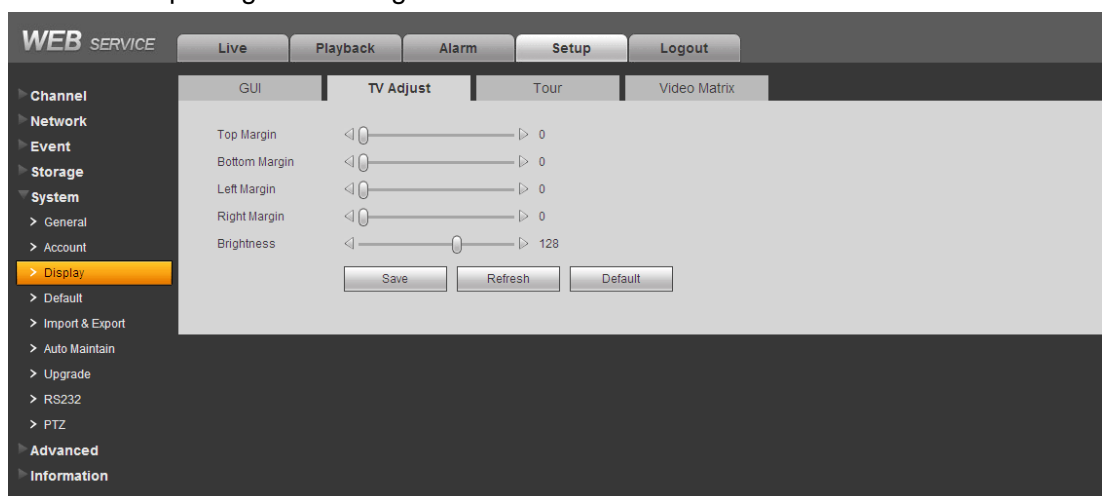 WEB SERVICE
Live Playback Alarm Setup Logout
GUI TV Adjust Tour Video Matrix
Channel
Network
Event
Storage
System
> General
> Account
> Display
> Default
> Import & Export
> Auto Maintain
> Upgrade
> RS232
> PTZ
Advanced
Information
Top Margin 0
Bottom Margin 0
Left Margin 0
Right Margin 0
Brightness 128
Save Refresh Default